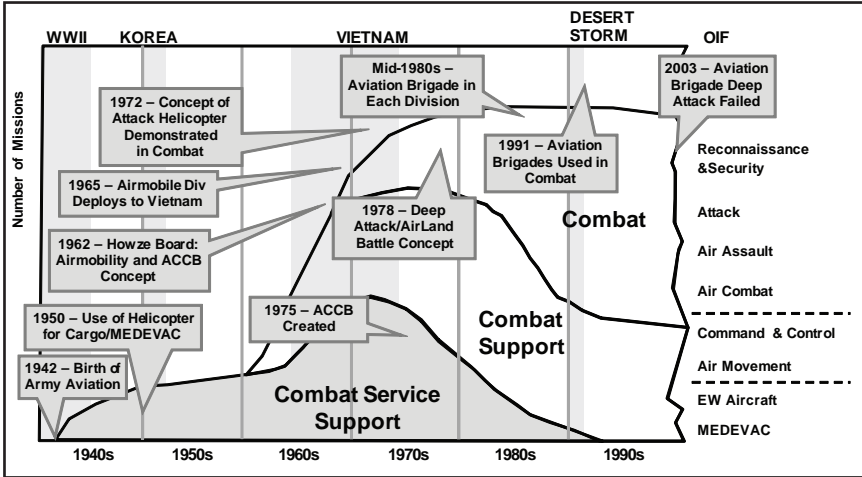 WWII
KOREA
VIETNAM
DESERT
STORM
OIF
Number of Missions
1942 – Birth of
Army Aviation
1950 – Use of Helicopter
for Cargo/MEDEVAC
1962 – Howze Board:
Airmobility and ACCB
Concept
1965 – Airmobile Div
Deploys to Vietnam
1972 – Concept of
Attack Helicopter
Demonstrated
in Combat
1975 – ACCB
Created
1978 – Deep
Attack/AirLand
Battle Concept
Mid-1980s –
Aviation Brigade in
Each Division
1991 – Aviation
Brigades Used in
Combat
2003 – Aviation
Brigade Deep
Attack Failed
Combat
Combat
Support
Combat Service
Support
Reconnaissance
&Security
Attack
Air Assault
Air Combat
Command & Control
Air Movement
EW Aircraft
MEDEVAC
1940s
1950s
1960s
1970s
1980s
1990s